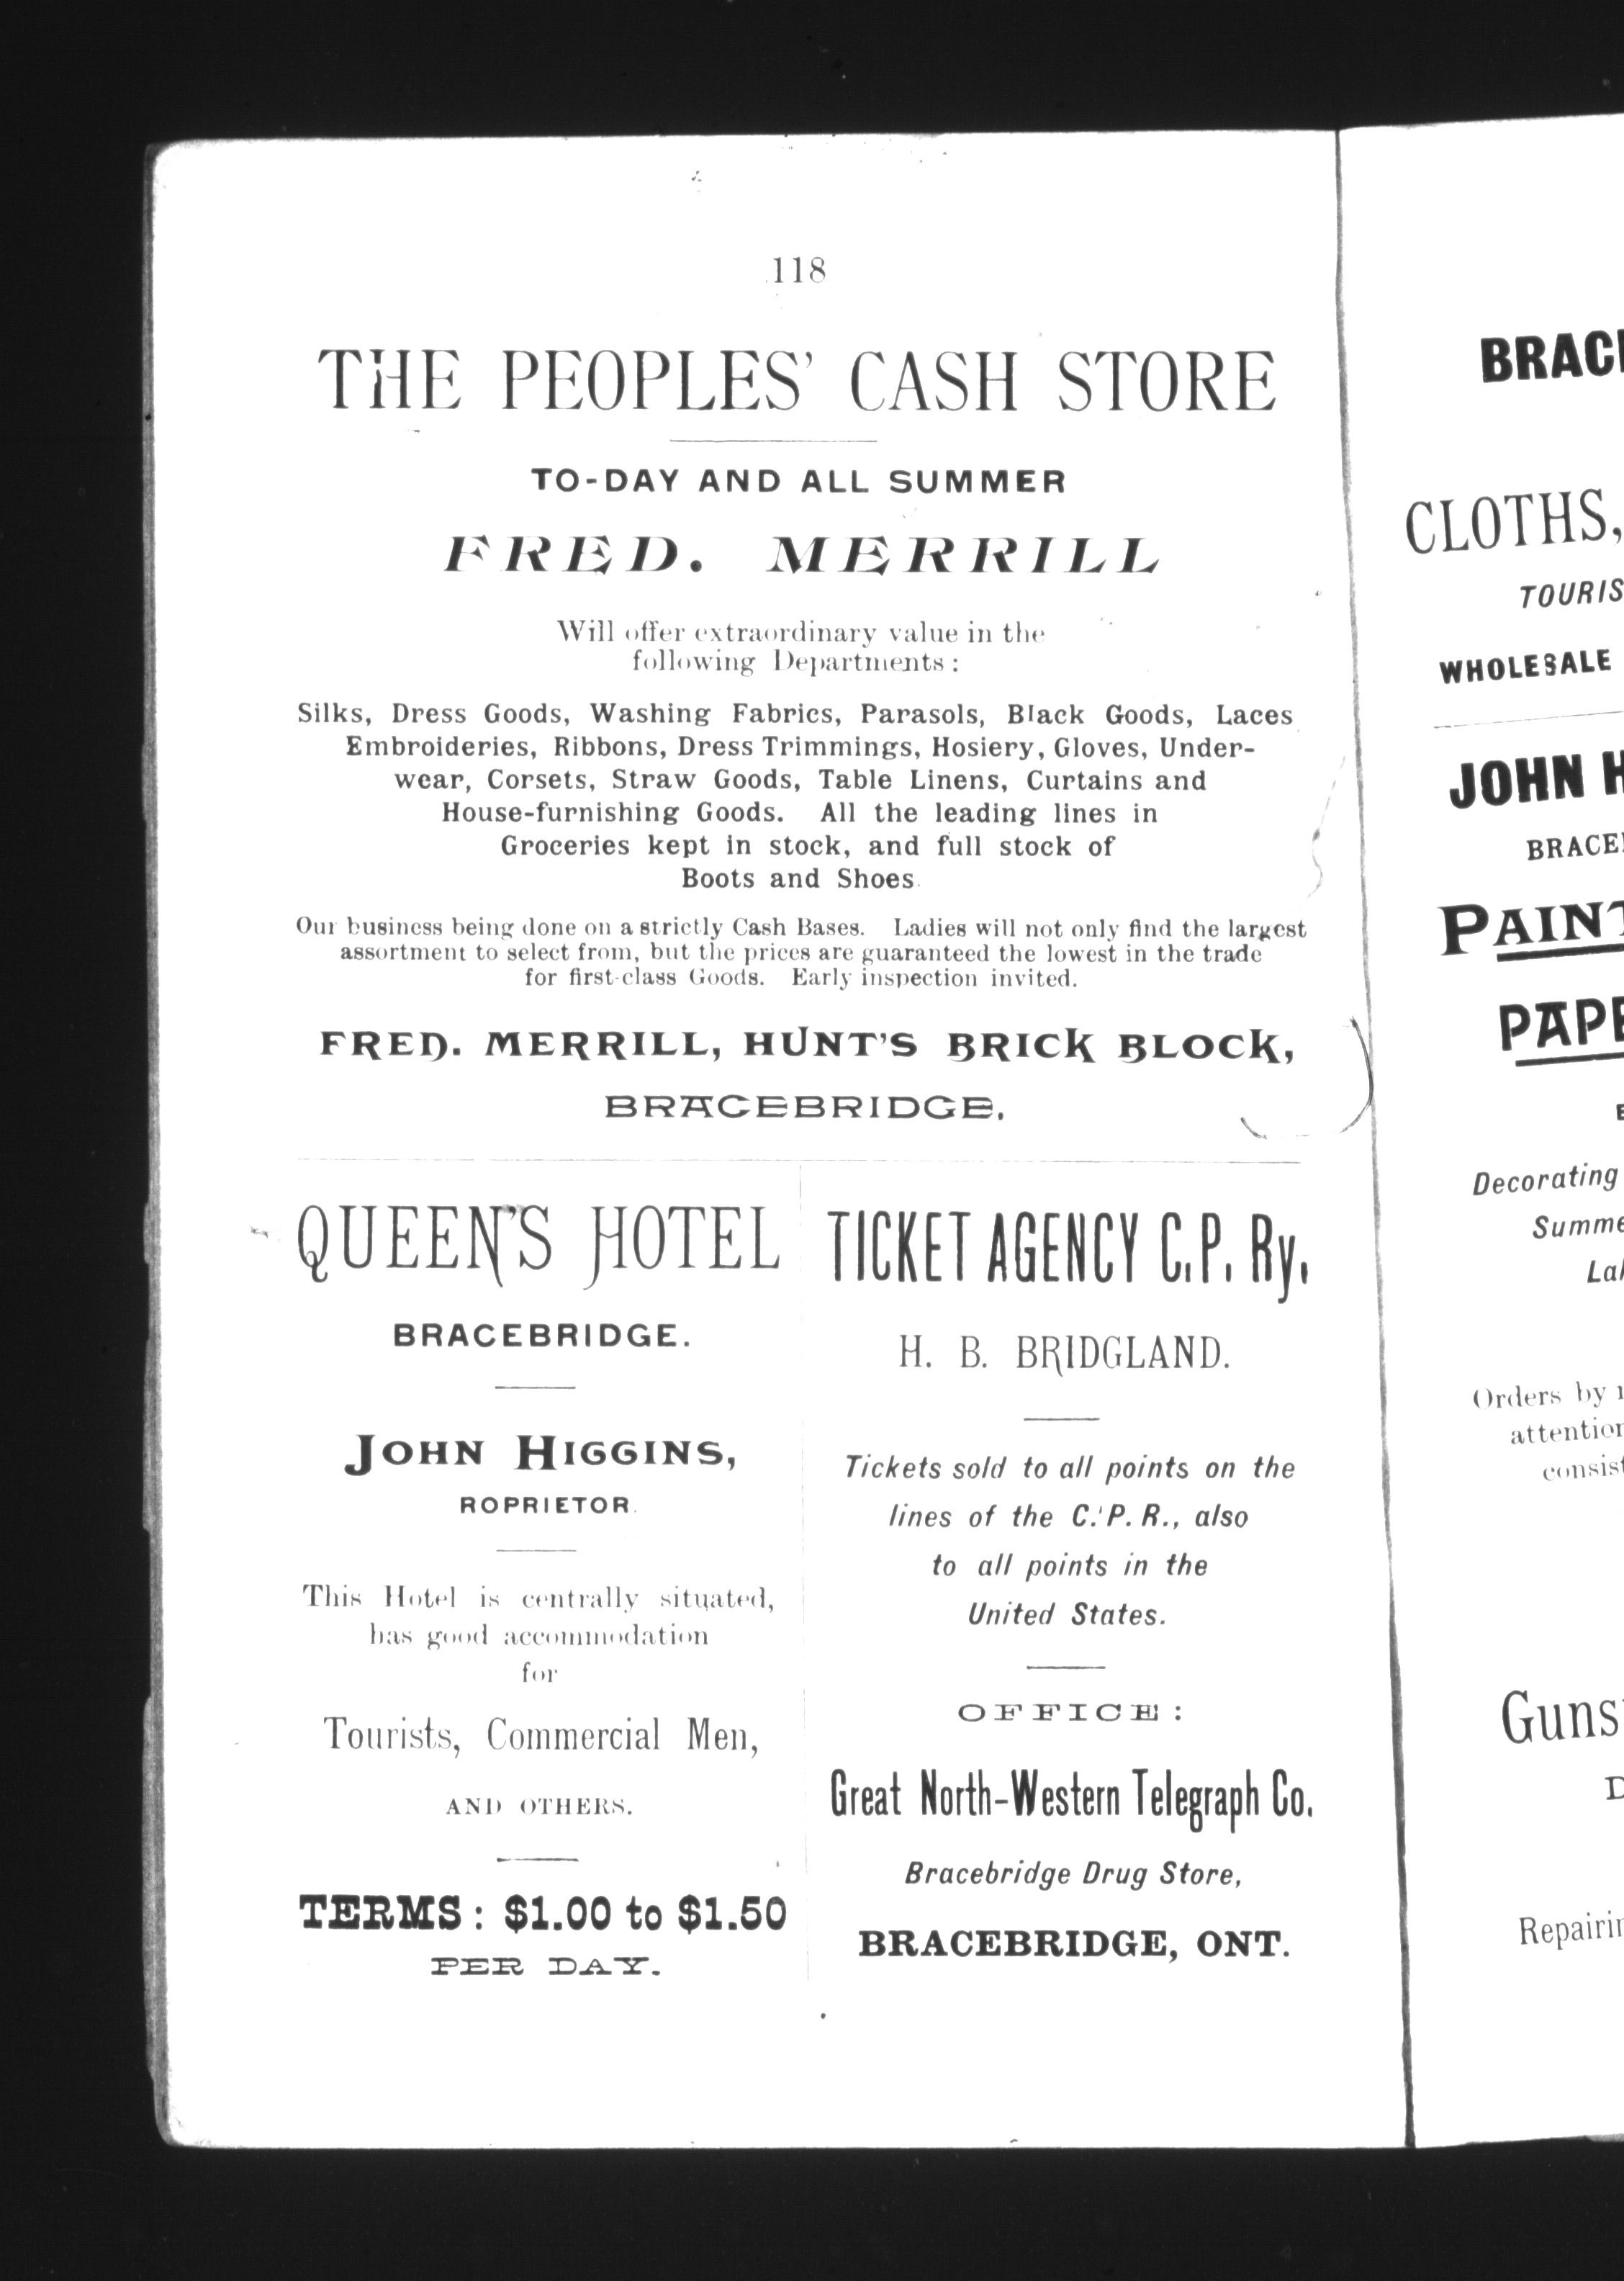 118
THE PEOPLES' CASH STORE
TO-DAY AND ALL SUMMER
FRED. MERRILL
Will offer extraordinary value in the
following Departments:
Silks, Dress Goods, Washing Fabrics, Parasols, Black Goods, Laces
Embroideries, Ribbons, Dress Trimmings, Hosiery, Gloves, Under-
wear, Corsets, Straw Goods, Table Linens, Curtains and
House-furnishing Goods. All the leading lines in
Groceries kept in stock, and full stock of
Boots and Shoes.
Our business being done on a strictly Cash Bases. Ladies will not only find the largest
assortment to select from, but the prices are guaranteed the lowest in the trade
for first-class Goods. Early inspection invited.
FRED. MERRILL, HUNT'S BRICK BLOCK,
BRACEBRIDGE.
QUEEN'S HOTEL
BRACEBRIDGE.
JOHN HIGGINS,
ROPRIETOR.
This Hotel is centrally situated,
has good accommodation
for
Tourists, Commercial Men,
AND OTHERS.
TERMS: $1.00 to $1.50
PER DAY.
TICKET AGENCY C.P. Ry.
H. B. BRIDGLAND.
Tickets sold to all points on the
lines of the C. P. R., also
to all points in the
United States.
OFFICE:
Great North-Western Telegraph Co.
Bracebridge Drug Store,
BRACEBRIDGE, ONT.
BRACE
CLOTHS,
TOURIS
WHOLESALE
JOHN H
BRACE
PAINT
PAPE
Decorating
Summe
La
Orders by
attention
consist
Guns
D
Repairin